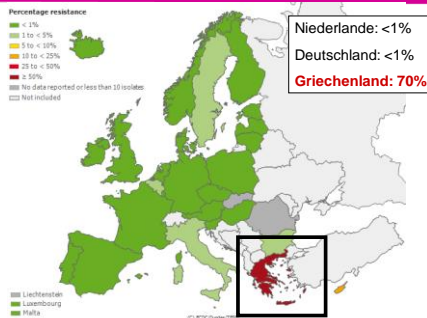 Percentage resistance
< 1%
1 to < 5%
5 to < 10%
10 to < 25%
25 to < 50%
≥ 50%
No data reported or less than 10 isolates
Not included
Niederlande: <1%
Deutschland: <1%
Griechenland: 70%
Liechtenstein
Luxembourg
Malta